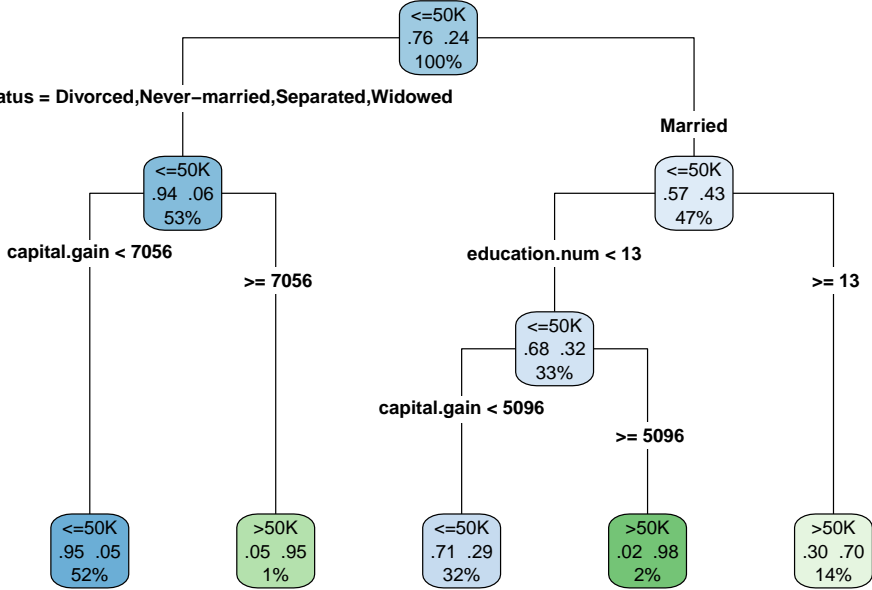 <=50K
.76 .24
100%
atus = Divorced,Never−married,Separated,Widowed
Married
<=50K
.94 .06
53%
<=50K
.57 .43
47%
capital.gain < 7056
>= 7056
education.num < 13
>= 13
<=50K
.68 .32
33%
capital.gain < 5096
>= 5096
<=50K
.95 .05
52%
>50K
.05 .95
1%
<=50K
.71 .29
32%
>50K
.02 .98
2%
>50K
.30 .70
14%